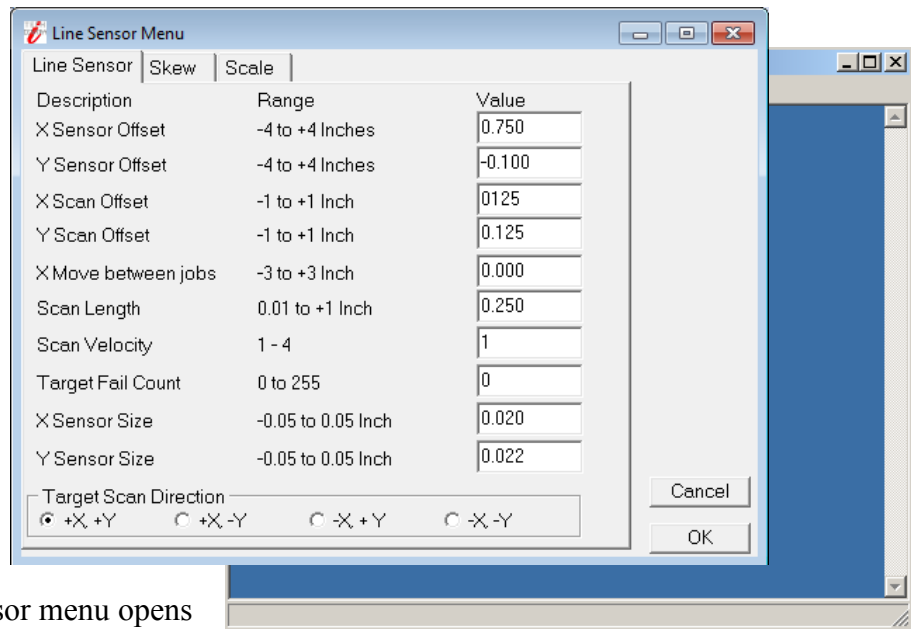 Line Sensor Menu
Line Sensor Skew Scale
Description Range Value
X Sensor Offset -4 to +4 Inches 0.750
Y Sensor Offset -4 to +4 Inches -0.100
X Scan Offset -1 to +1 Inch 0125
Y Scan Offset -1 to +1 Inch 0.125
X Move between jobs -3 to +3 Inch 0.000
Scan Length 0.01 to +1 Inch 0.250
Scan Velocity 1 - 4 1
Target Fail Count 0 to 255 0
X Sensor Size -0.05 to 0.05 Inch 0.020
Y Sensor Size -0.05 to 0.05 Inch 0.022
Target Scan Direction
+X, +Y +X, -Y -X, + Y -X, -Y
Cancel
OK
sor menu opens